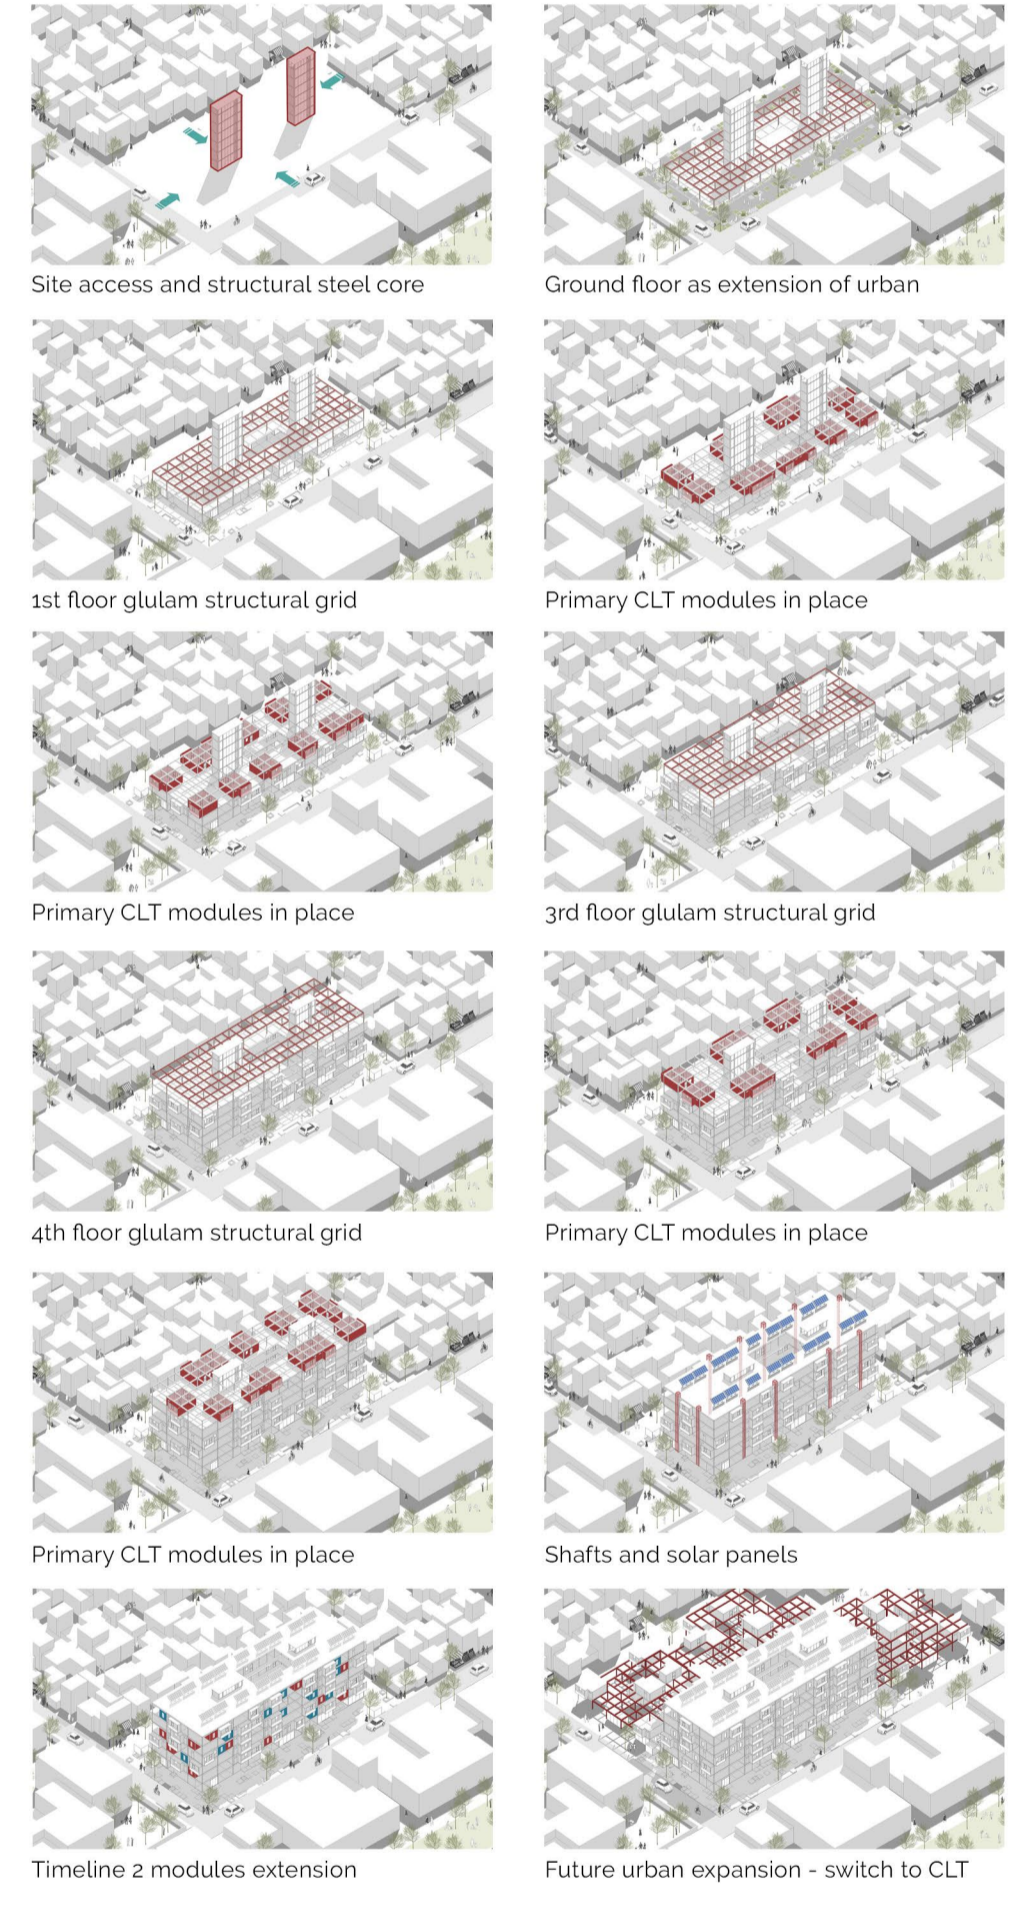 Site access and structural steel core
Ground floor as extension of urban
1st floor glulam structural grid
Primary CLT modules in place
Primary CLT modules in place
3rd floor glulam structural grid
4th floor glulam structural grid
Primary CLT modules in place
Primary CLT modules in place
Shafts and solar panels
Timeline 2 modules extension
Future urban expansion - switch to CLT